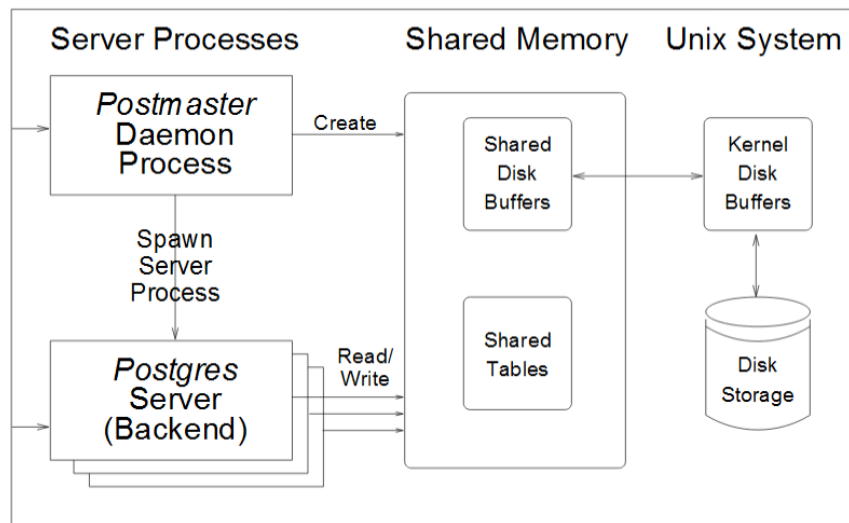 Server Processes
Shared Memory
Unix System
Postmaster
Daemon
Process
Create
Shared
Disk
Buffers
Kernel
Disk
Buffers
Spawn
Server
Process
Postgres
Server
(Backend)
Read/
Write
Shared
Tables
Disk
Storage